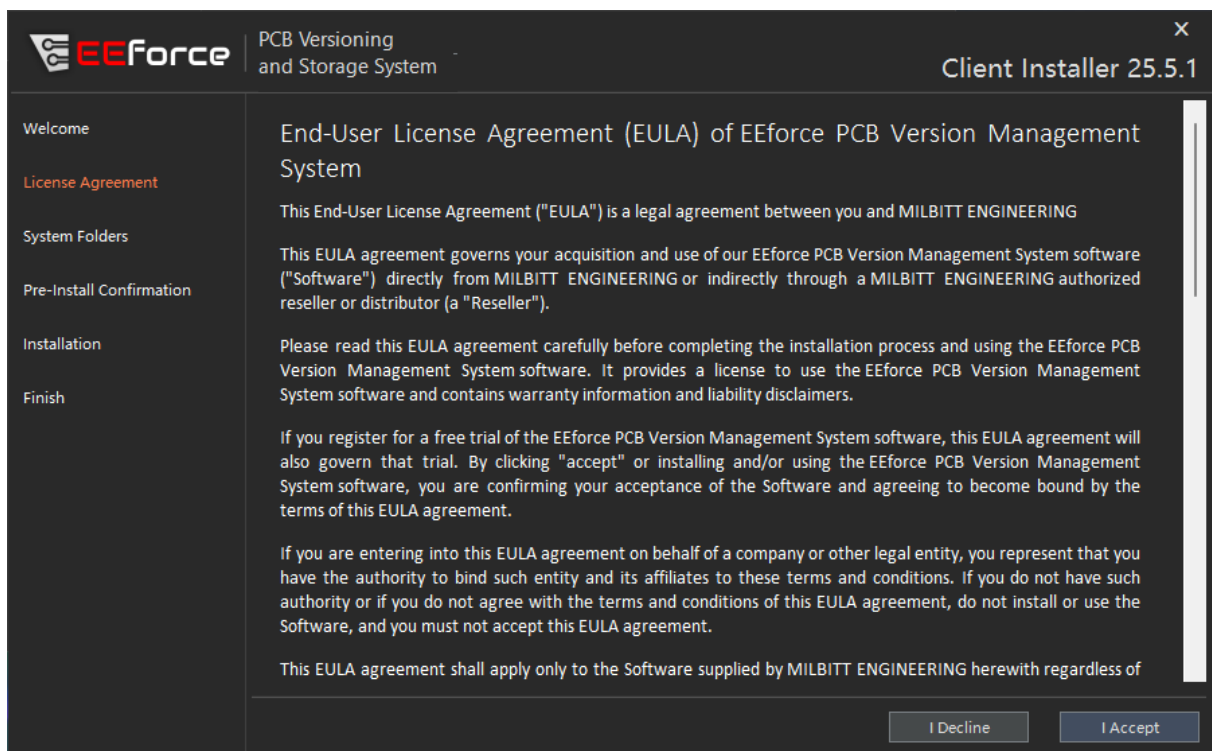 EEforce
PCB Versioning
and Storage System
Client Installer 25.5.1
Welcome
License Agreement
System Folders
Pre-Install Confirmation
Installation
Finish
End-User License Agreement (EULA) of EEforce PCB Version Management
System
This End-User License Agreement ("EULA") is a legal agreement between you and MILBITT ENGINEERING
This EULA agreement governs your acquisition and use of our EEforce PCB Version Management System software
("Software") directly from MILBITT ENGINEERING or indirectly through a MILBITT ENGINEERING authorized
reseller or distributor (a "Reseller").
Please read this EULA agreement carefully before completing the installation process and using the EEforce PCB
Version Management System software. It provides a license to use the EEforce PCB Version Management
System software and contains warranty information and liability disclaimers.
If you register for a free trial of the EEforce PCB Version Management System software, this EULA agreement will
also govern that trial. By clicking "accept" or installing and/or using the EEforce PCB Version Management
System software, you are confirming your acceptance of the Software and agreeing to become bound by the
terms of this EULA agreement.
If you are entering into this EULA agreement on behalf of a company or other legal entity, you represent that you
have the authority to bind such entity and its affiliates to these terms and conditions. If you do not have such
authority or if you do not agree with the terms and conditions of this EULA agreement, do not install or use the
Software, and you must not accept this EULA agreement.
This EULA agreement shall apply only to the Software supplied by MILBITT ENGINEERING herewith regardless of
I Decline
I Accept